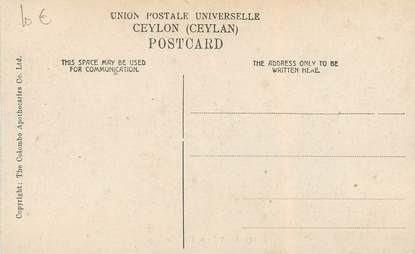 10 €
UNION POSTALE UNIVERSELLE
CEYLON (CEYLAN)
POSTCARD
THIS SPACE MAY BE USED
FOR COMMUNICATION.
THE ADDRESS ONLY TO BE
WRITTEN HERE.
Copyright: The Colombo Apothecaries Co. Ltd.